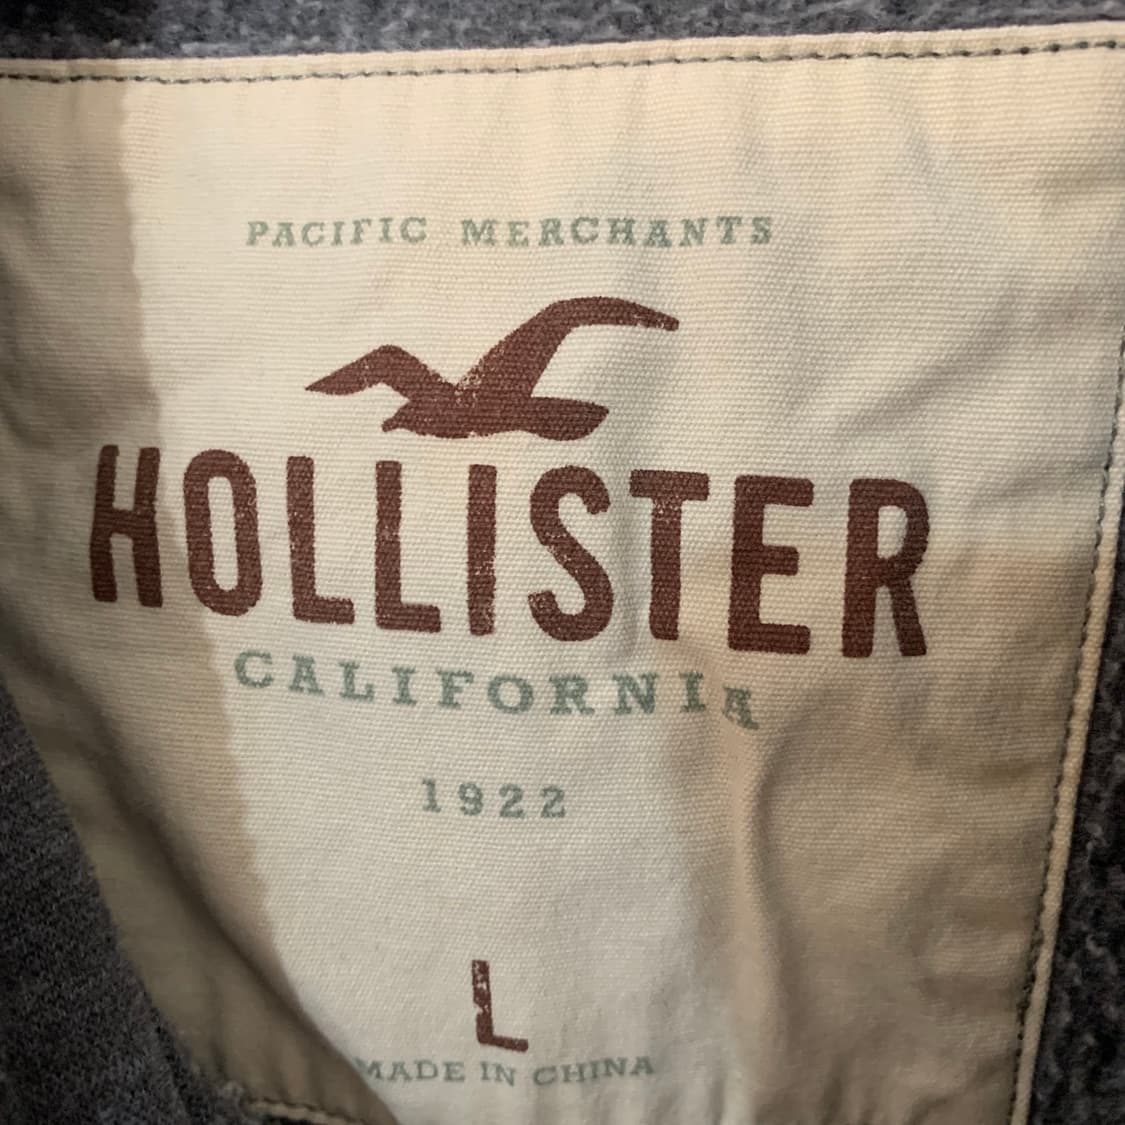 PACIFIC MERCHANTS
HOLLISTER
CALIFORNIA
1922
L
MADE IN CHINA